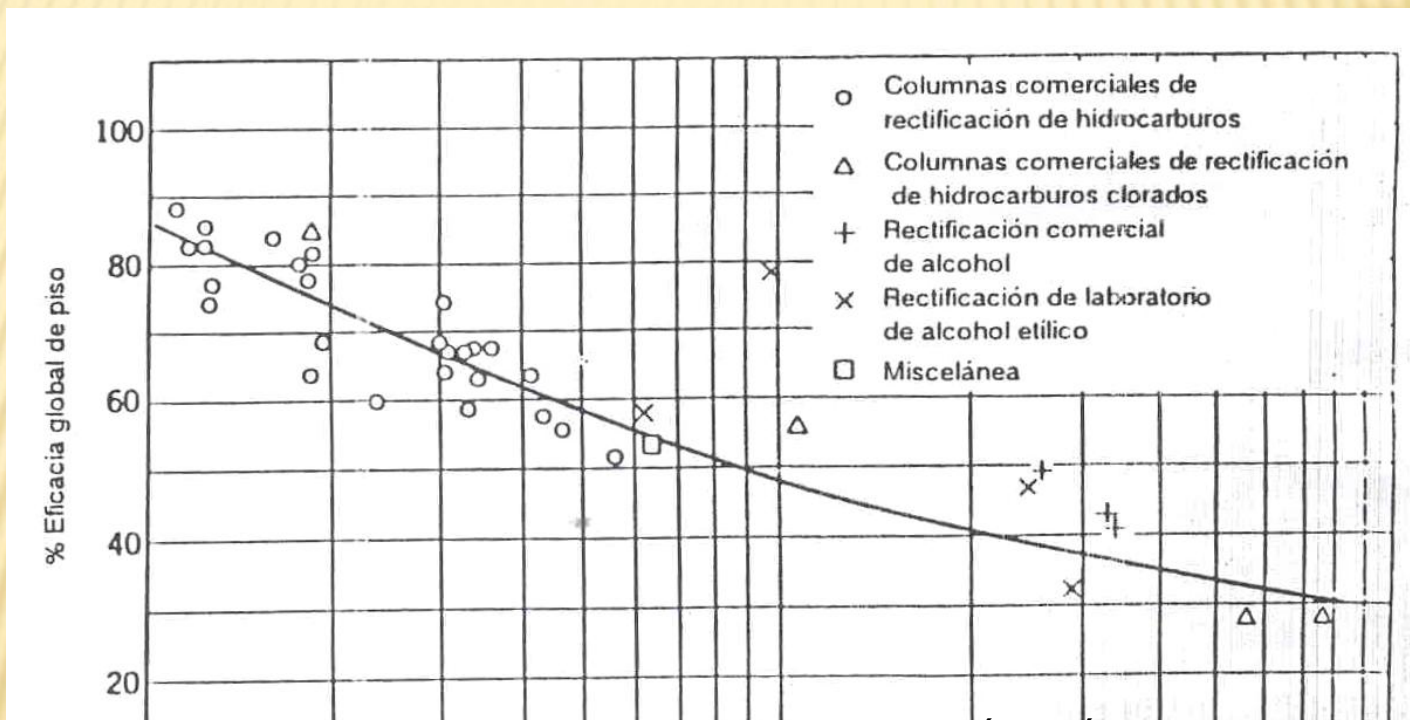 % Eficacia global de piso
100
80
60
40
20
Columnas comerciales de
rectificación de hidrocarburos
Columnas comerciales de rectificación
de hidrocarburos clorados
Rectificación comercial
de alcohol
Rectificación de laboratorio
de alcohol etílico
Miscelánea